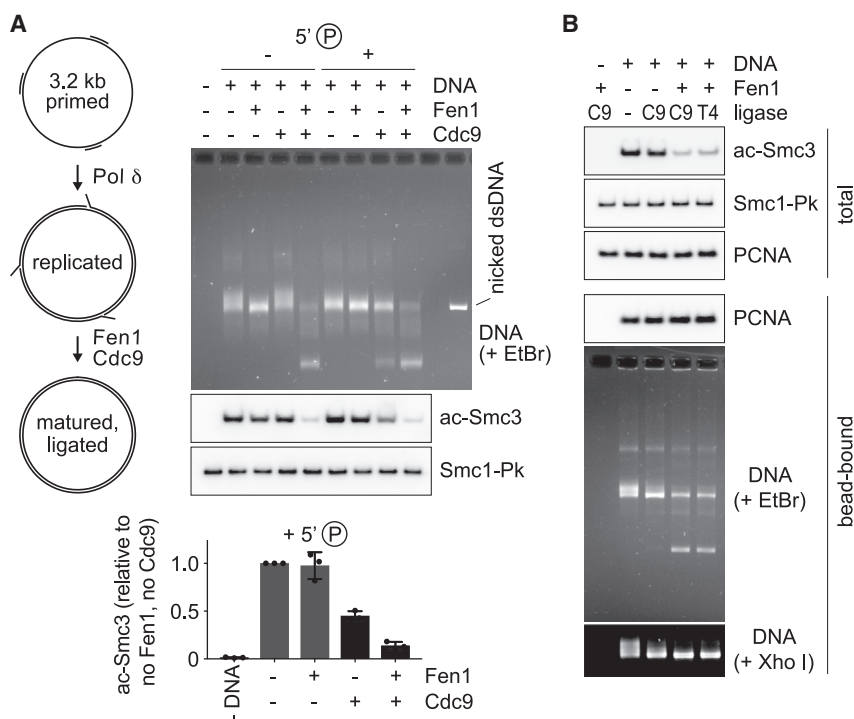 A
3.2 kb
primed
Pol δ
replicated
Fen1
Cdc9
matured,
ligated
5' P
- +
- + + + + + + + + DNA
- - + - + - + - + Fen1
- - - + + - - + + Cdc9
nicked dsDNA
DNA
(+ EtBr)
ac-Smc3
Smc1-Pk
+ 5' P
ac-Smc3 (relative to
no Fen1, no Cdc9)
1.0
0.5
0
- DNA
- + - + Fen1
- - + + Cdc9
B
- + + + + DNA
+ - - + + Fen1
C9 - C9 C9 T4 ligase
ac-Smc3
Smc1-Pk
PCNA
total
PCNA
DNA
(+ EtBr)
DNA
(+ Xho I)
bead-bound